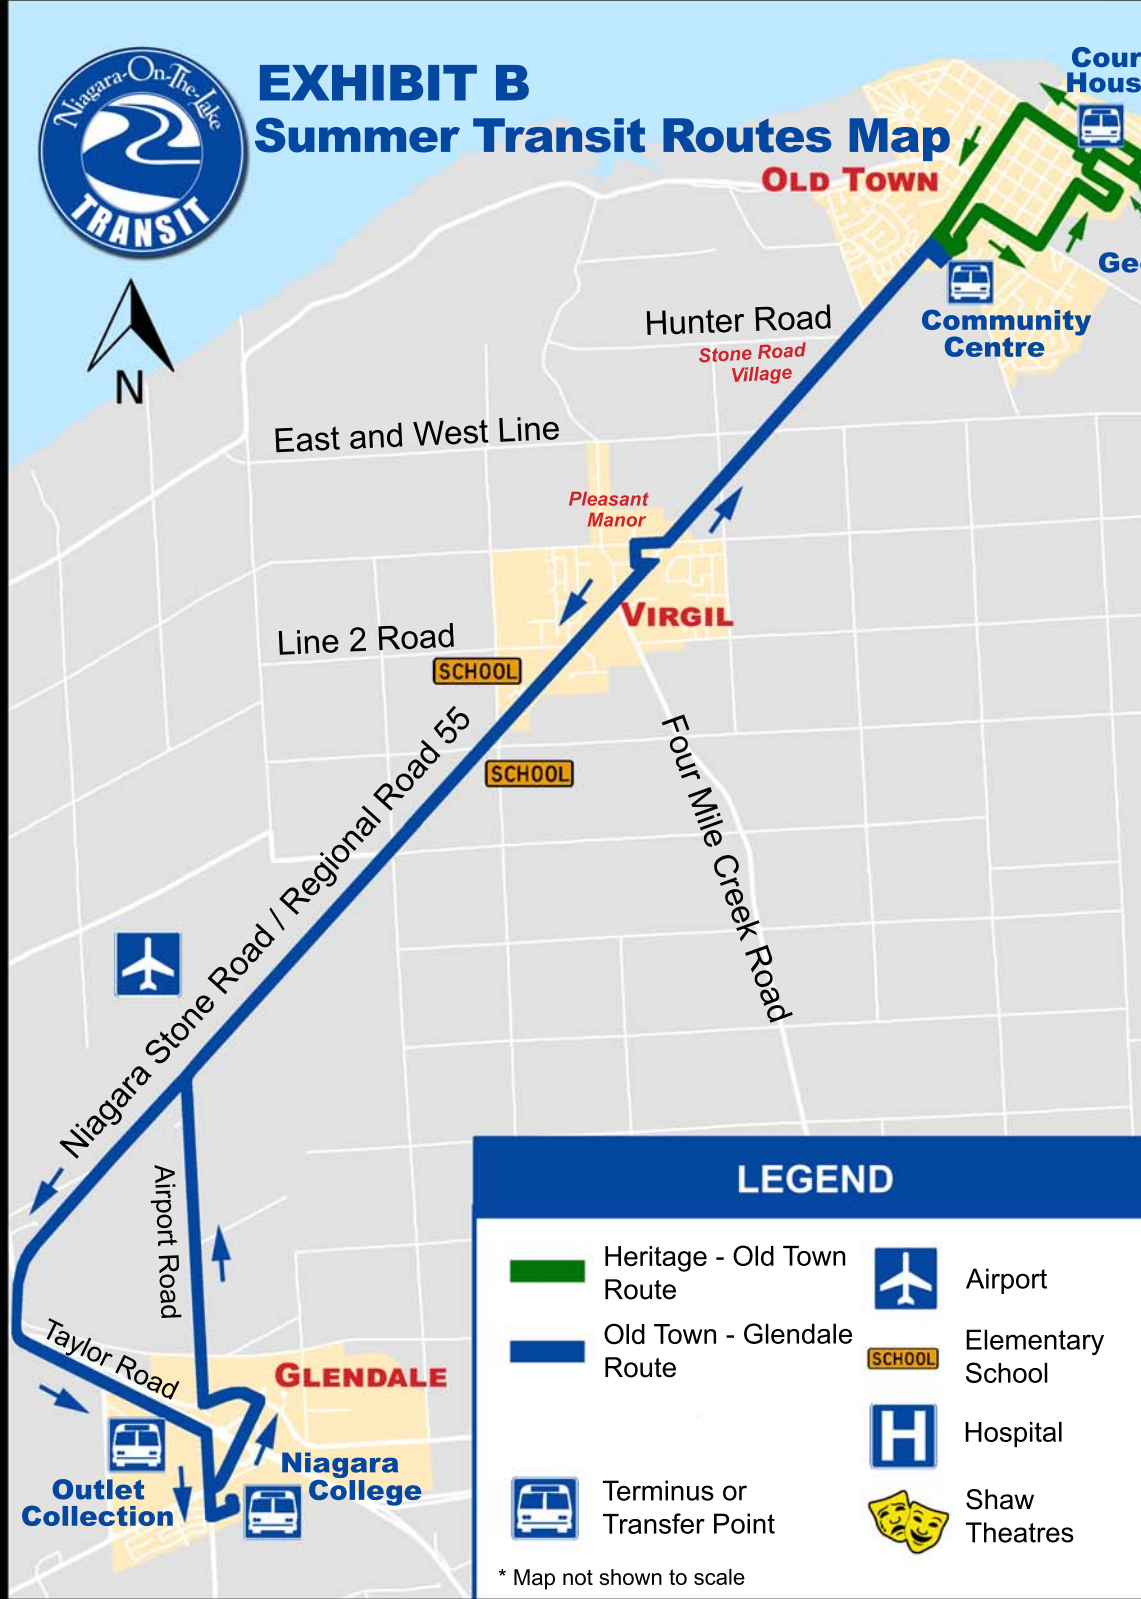 Niagara-On-The-Lake
TRANSIT
EXHIBIT B
Summer Transit Routes Map
Cour
Hous
OLD TOWN
Ge
Community
Centre
N
Hunter Road
Stone Road
Village
East and West Line
Pleasant
Manor
VIRGIL
Line 2 Road
SCHOOL
SCHOOL
Niagara Stone Road / Regional Road 55
Four Mile Creek Road
Airport Road
Taylor Road
GLENDALE
Outlet
Collection
Niagara
College
LEGEND
Heritage - Old Town
Route
Old Town - Glendale
Route
Terminus or
Transfer Point
Airport
SCHOOL
Elementary
School
H
Hospital
Shaw
Theatres
* Map not shown to scale